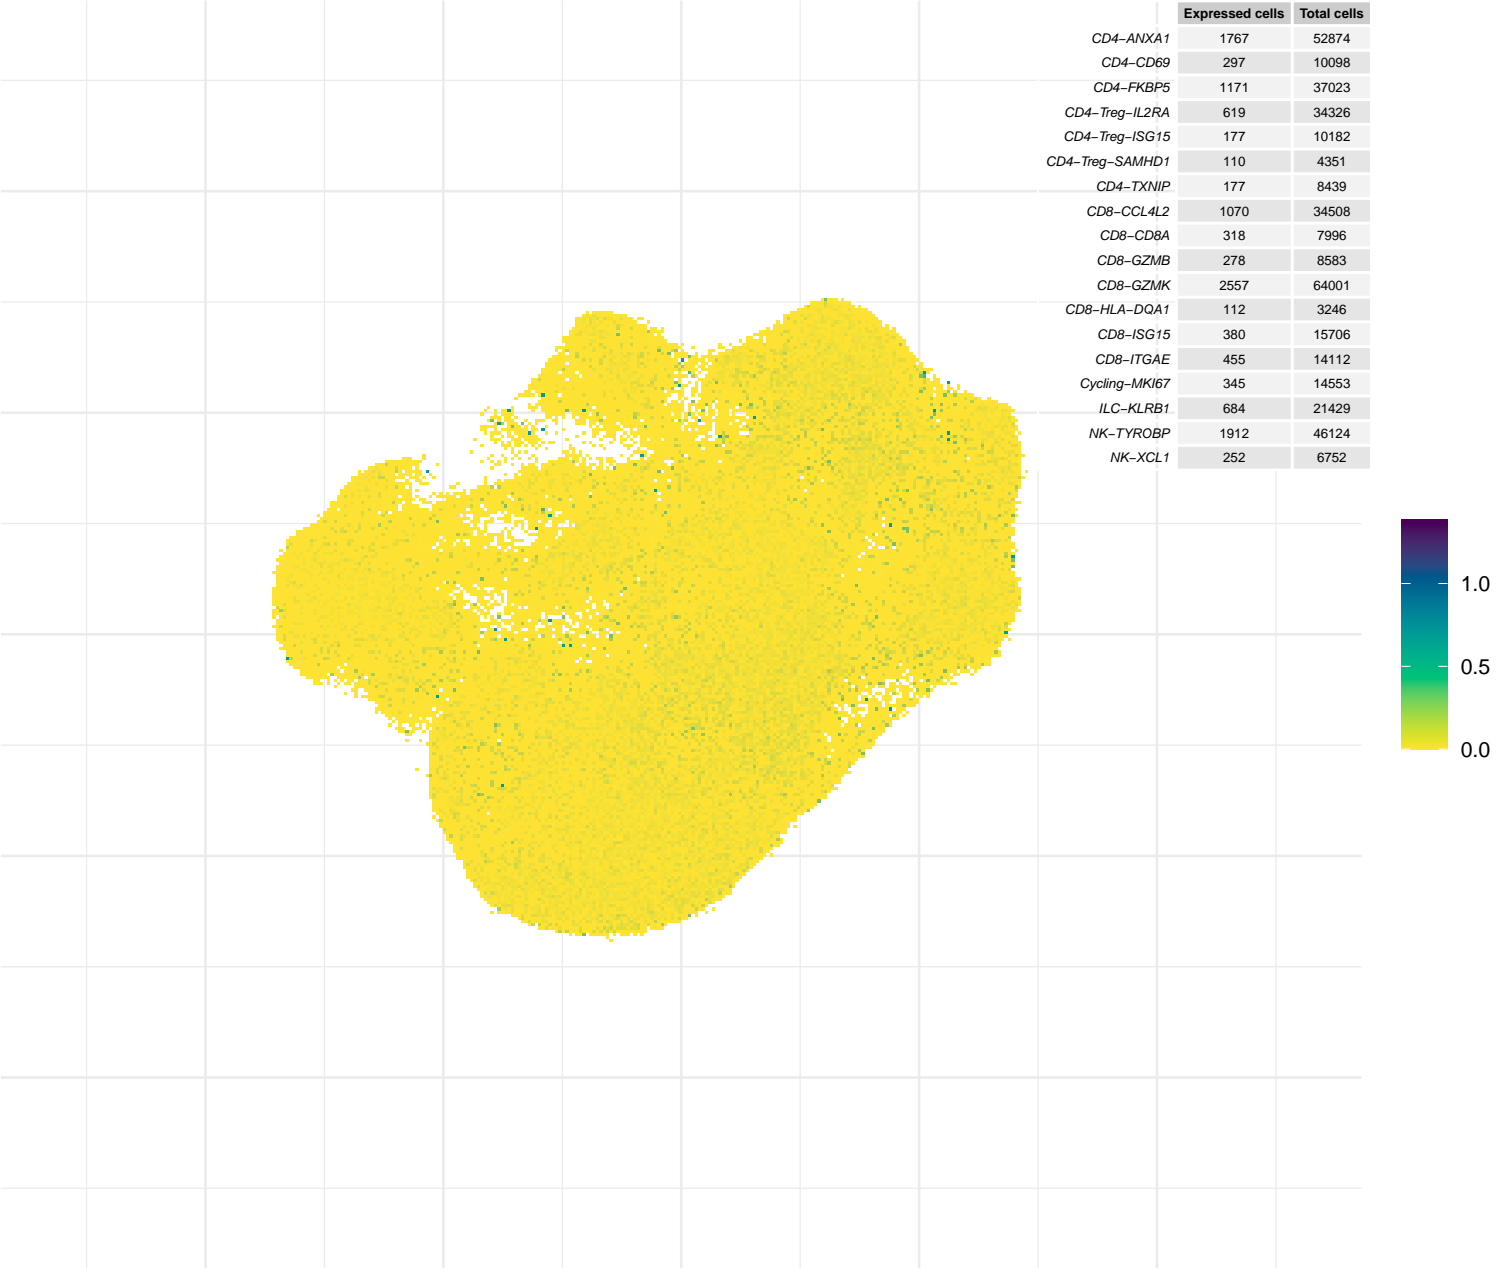 Expressed cells Total cells
CD4−ANXA1 1767 52874
CD4−CD69 297 10098
CD4−FKBP5 1171 37023
CD4−Treg−IL2RA 619 34326
CD4−Treg−ISG15 177 10182
CD4−Treg−SAMHD1 110 4351
CD4−TXNIP 177 8439
CD8−CCL4L2 1070 34508
CD8−CD8A 318 7996
CD8−GZMB 278 8583
CD8−GZMK 2557 64001
CD8−HLA−DQA1 112 3246
CD8−ISG15 380 15706
CD8−ITGAE 455 14112
Cycling−MKI67 345 14553
ILC−KLRB1 684 21429
NK−TYROBP 1912 46124
NK−XCL1 252 6752
1.0
0.5
0.0